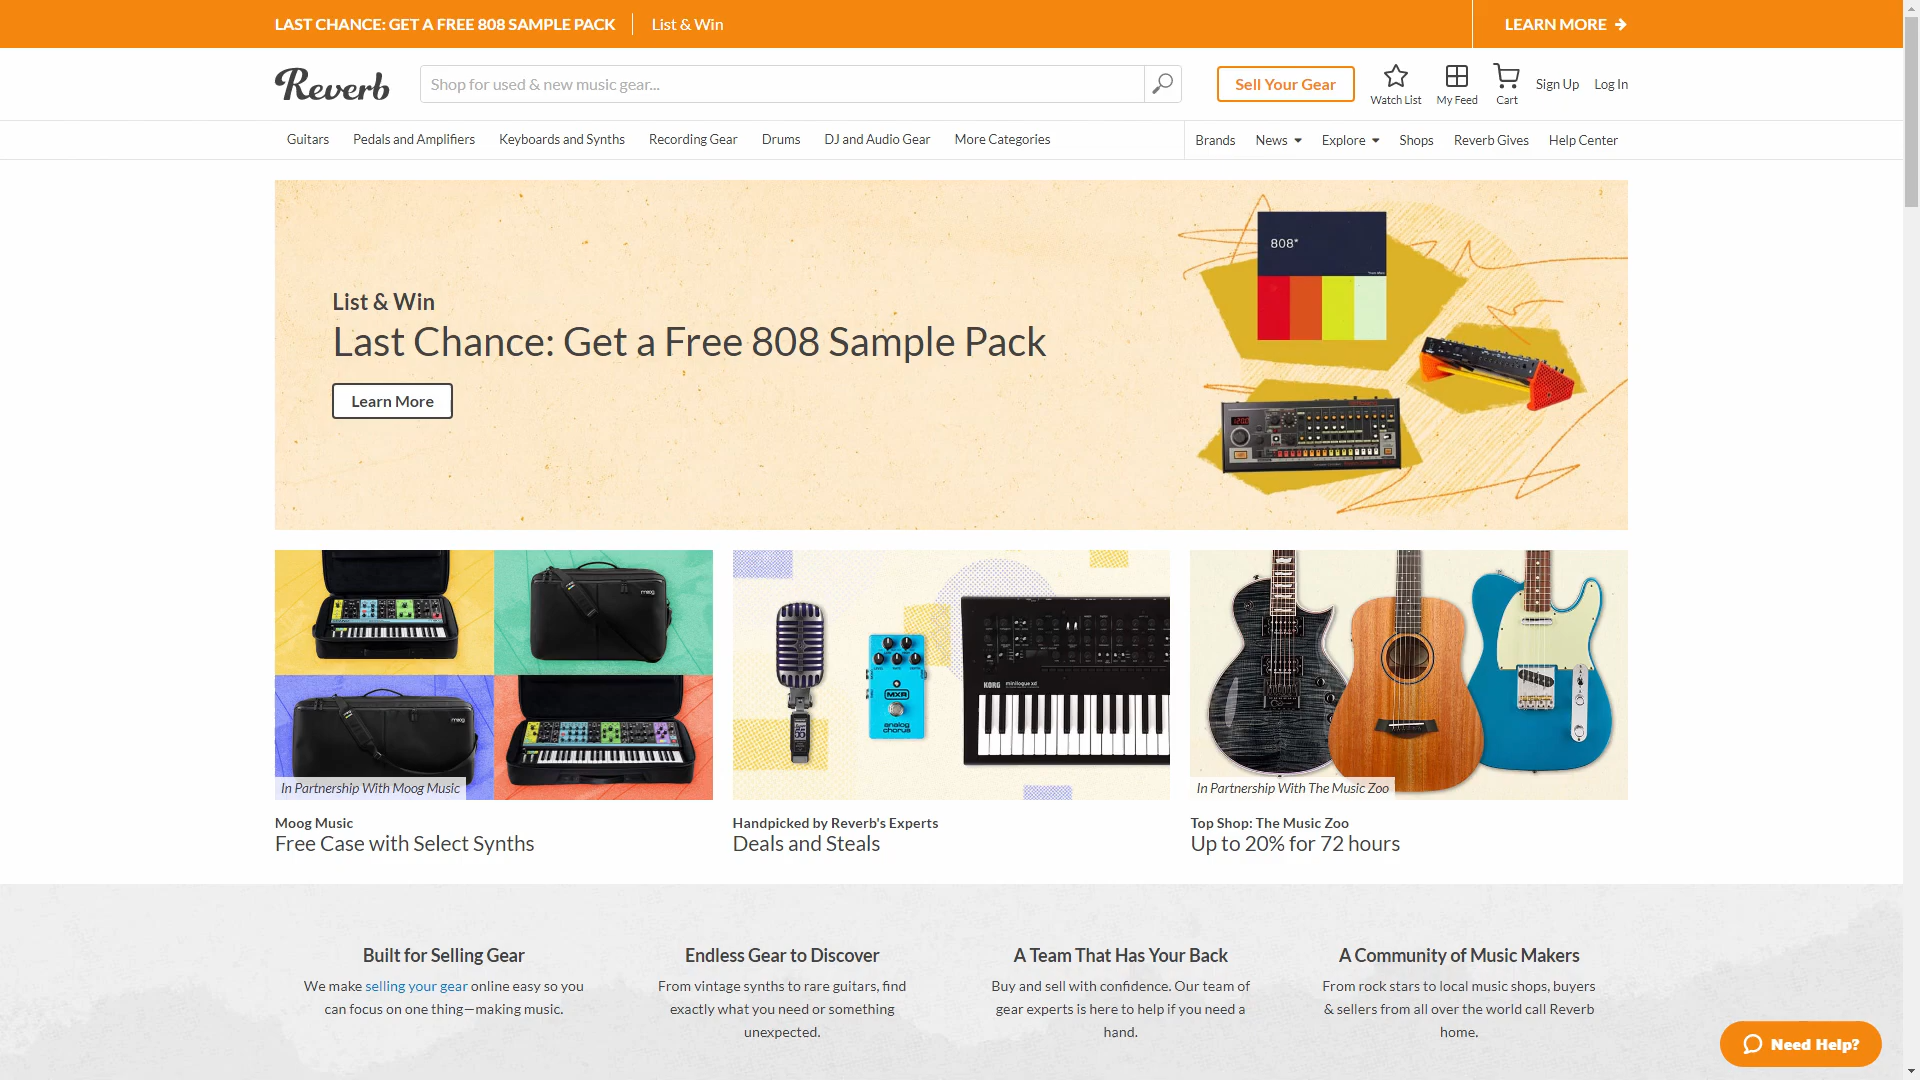 LAST CHANCE: GET A FREE 808 SAMPLE PACK
List & Win
LEARN MORE
Reverb
Shop for used & new music gear...
Sell Your Gear
Watch List
My Feed
Cart
Sign Up
Log In
Guitars
Pedals and Amplifiers
Keyboards and Synths
Recording Gear
Drums
DJ and Audio Gear
More Categories
Brands
News
Explore
Shops
Reverb Gives
Help Center
List & Win
Last Chance: Get a Free 808 Sample Pack
Learn More
808*
moog
moog
In Partnership With Moog Music
MXR
analog
chorus
KORG minilogue xd
In Partnership With The Music Zoo
Moog Music
Free Case with Select Synths
Handpicked by Reverb's Experts
Deals and Steals
Top Shop: The Music Zoo
Up to 20% for 72 hours
Built for Selling Gear
We make selling your gear online easy so you
can focus on one thing—making music.
Endless Gear to Discover
From vintage synths to rare guitars, find
exactly what you need or something
unexpected.
A Team That Has Your Back
Buy and sell with confidence. Our team of
gear experts is here to help if you need a
hand.
A Community of Music Makers
From rock stars to local music shops, buyers
& sellers from all over the world call Reverb
home.
Need Help?